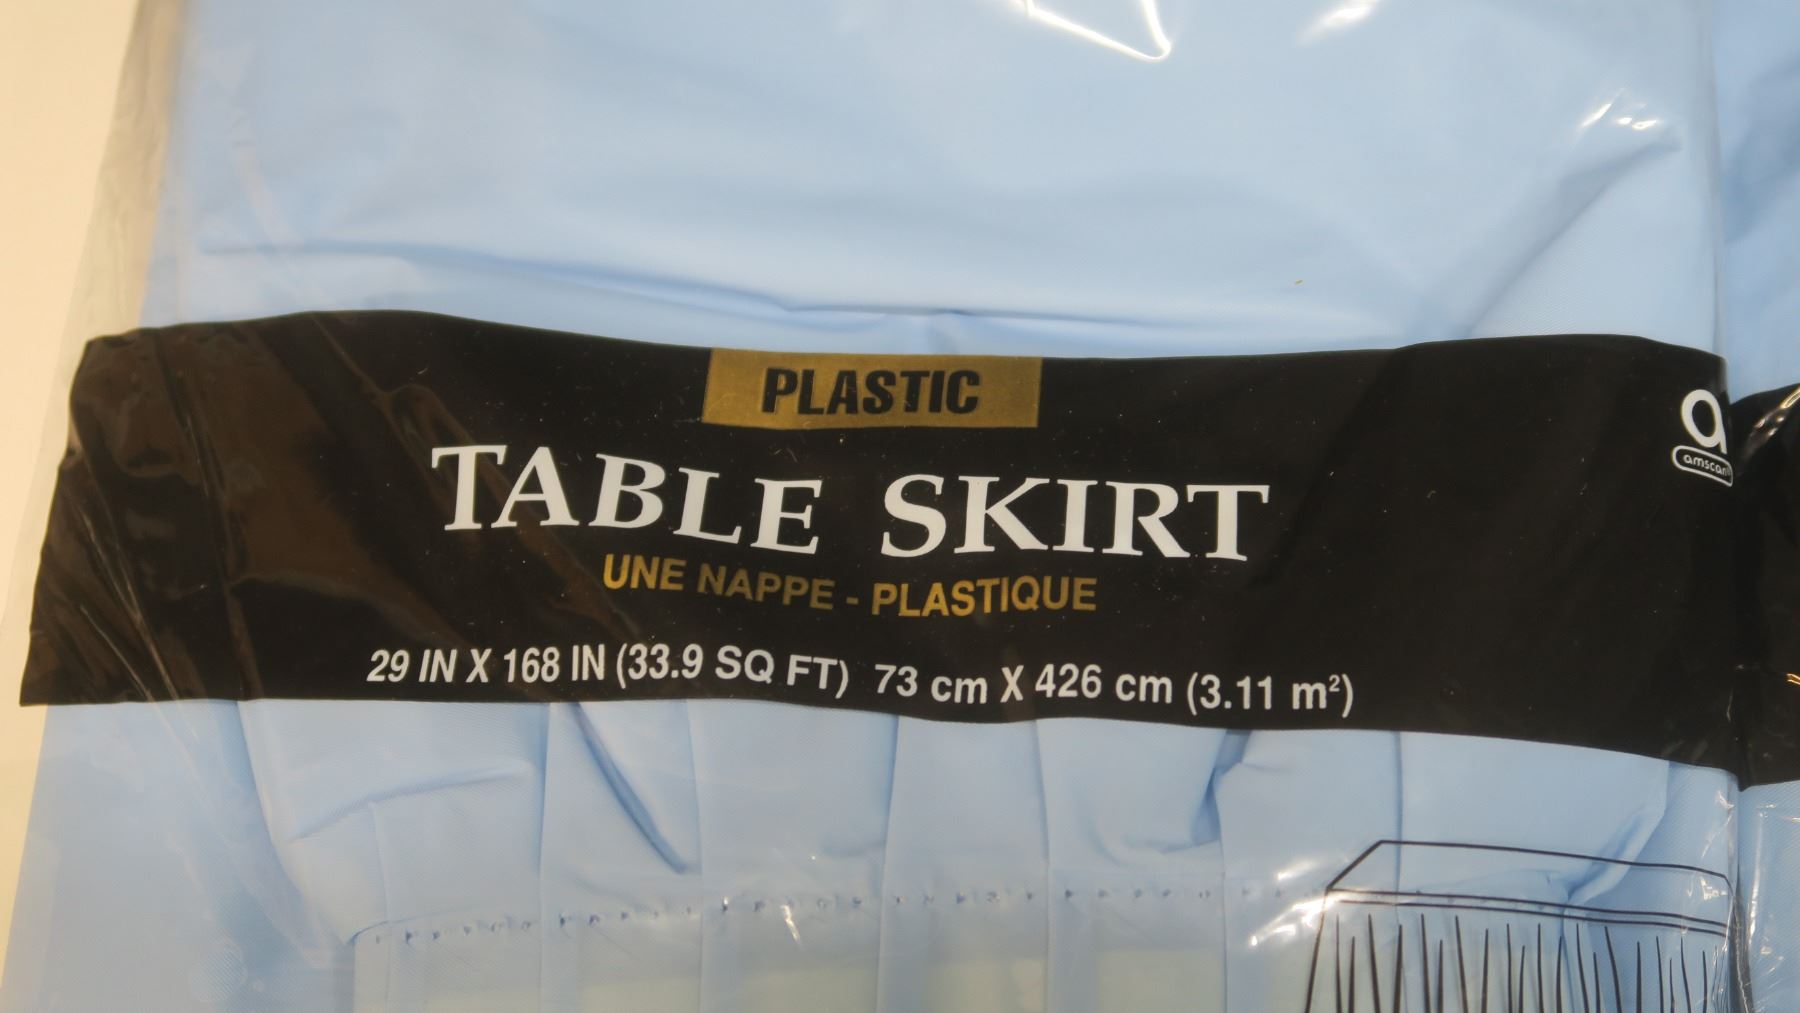 PLASTIC
TABLE SKIRT
UNE NAPPE - PLASTIQUE
29 IN X 168 IN (33.9 SQ FT) 73 cm X 426 cm (3.11 m²)
a
amscan